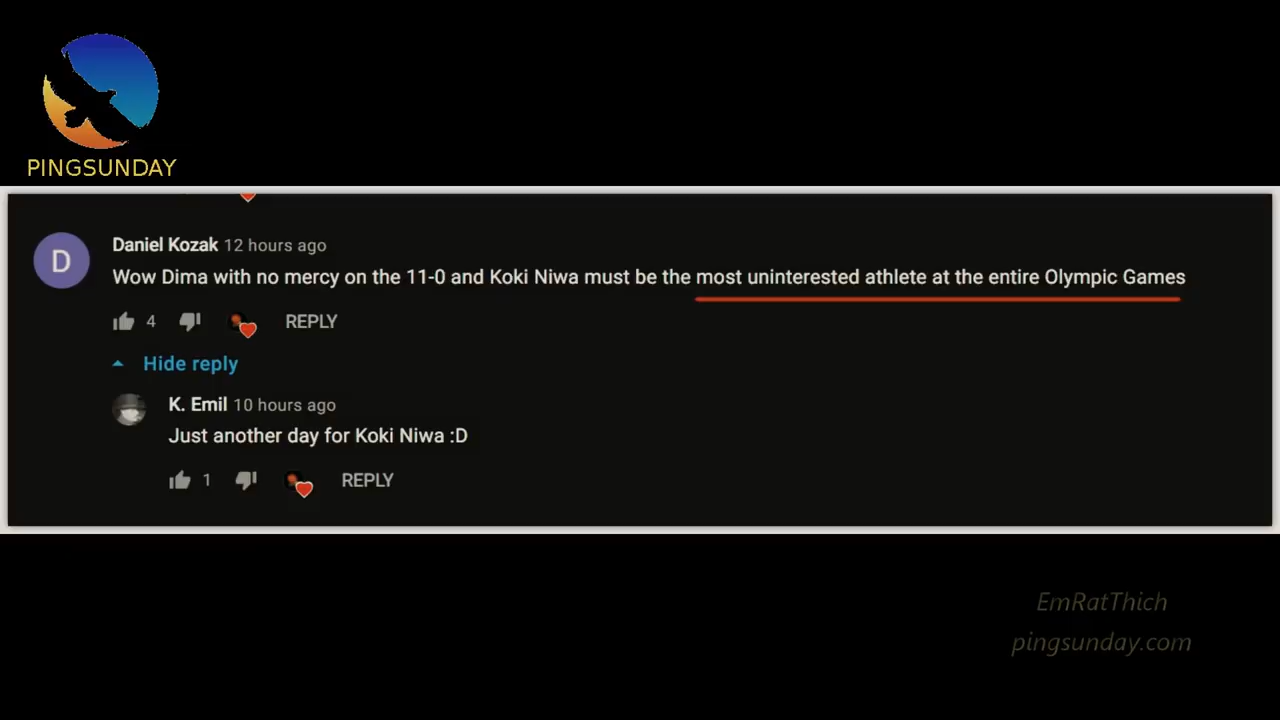 PINGSUNDAY
D
Daniel Kozak 12 hours ago
Wow Dima with no mercy on the 11-0 and Koki Niwa must be the most uninterested athlete at the entire Olympic Games
4 REPLY
Hide reply
K. Emil 10 hours ago
Just another day for Koki Niwa :D
1 REPLY
EmRatThich
pingsunday.com